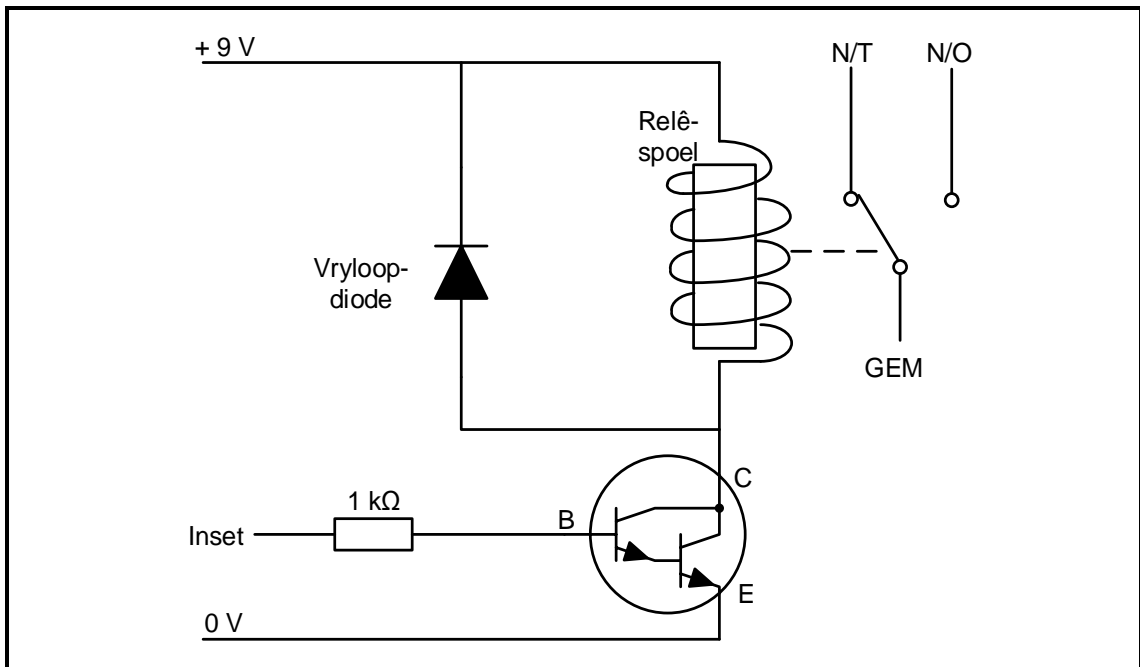 + 9 V
N/T
N/O
Relê-
spoel
Vryloop-
diode
GEM
C
1 kΩ
B
Inset
E
0 V